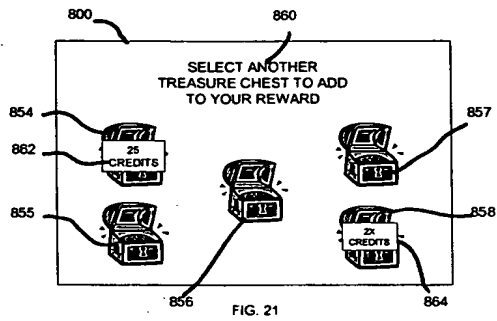 800
860
SELECT ANOTHER
TREASURE CHEST TO ADD
TO YOUR REWARD
854
857
862
25
CREDITS
855
858
2X
CREDITS
856
864
FIG. 21